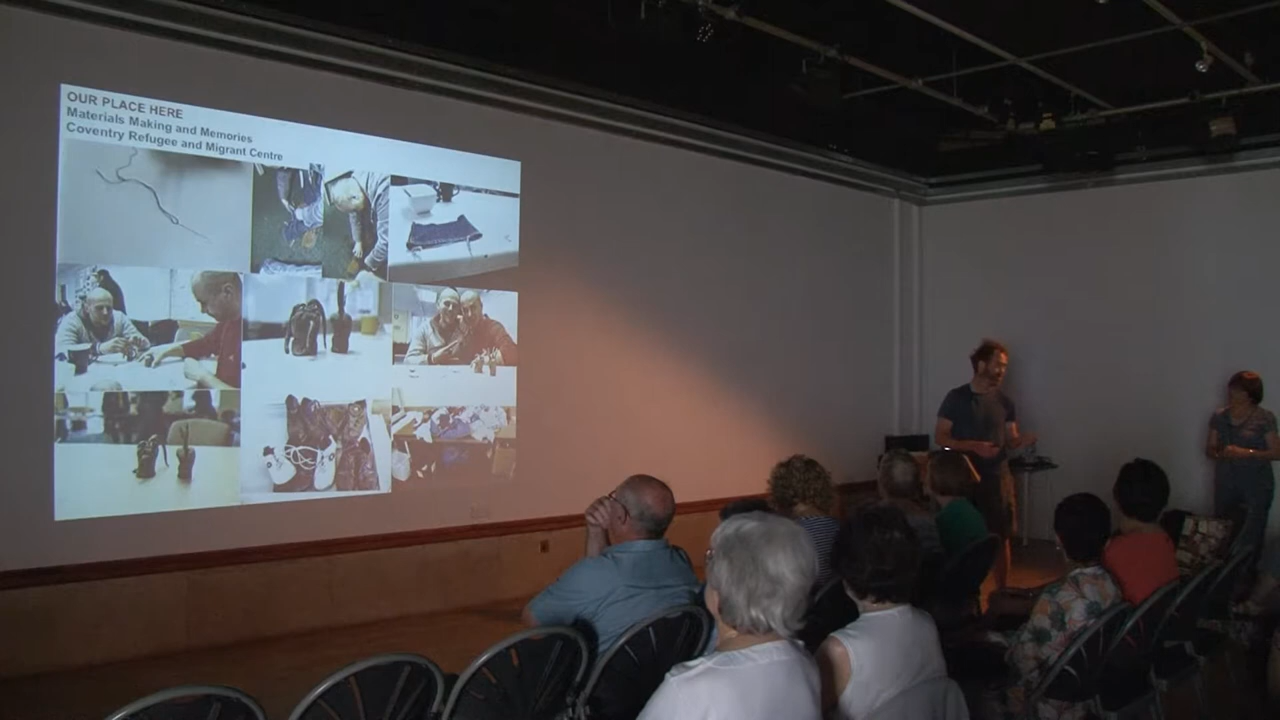 OUR PLACE HERE
Materials Making and Memories
Coventry Refugee and Migrant Centre